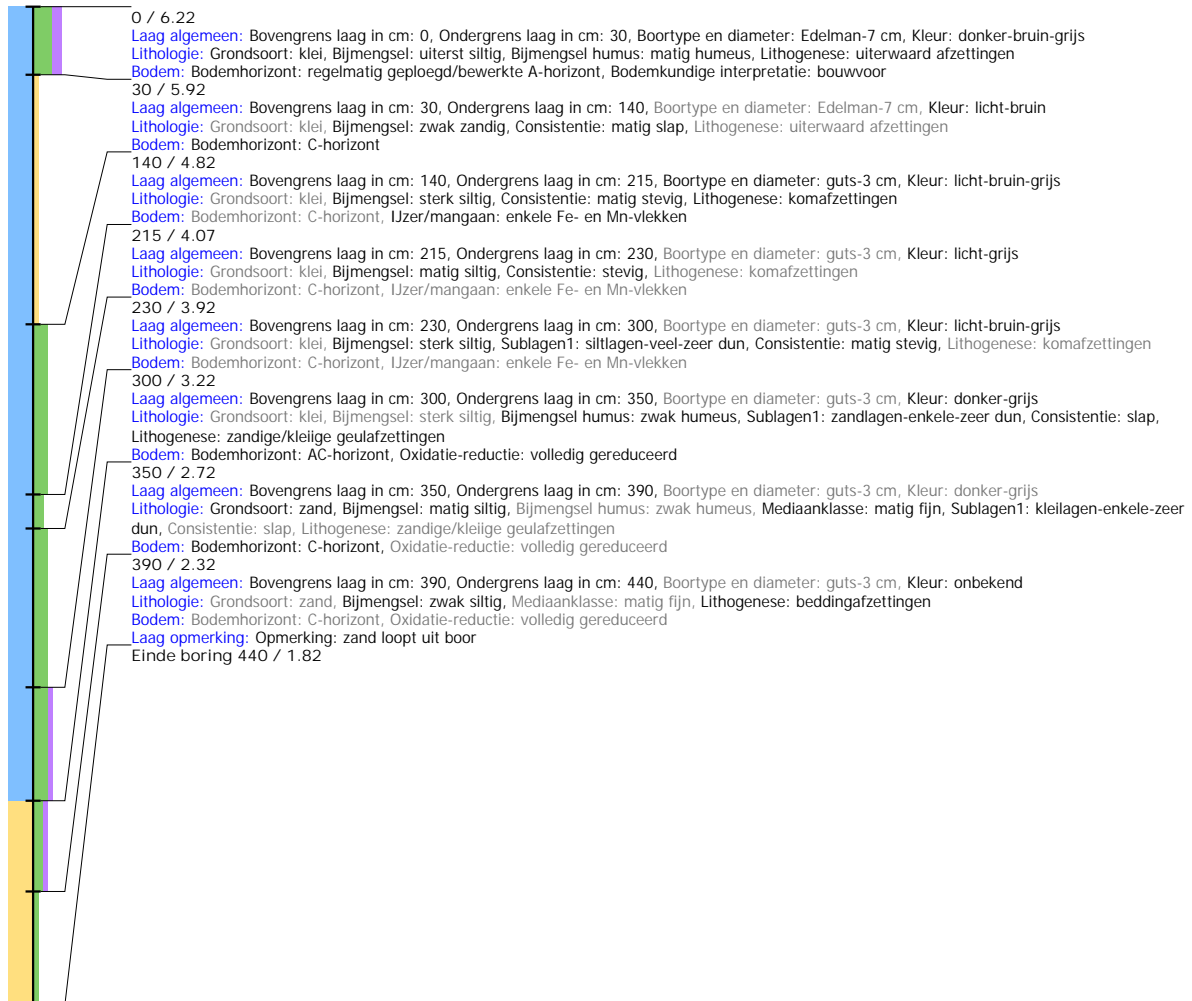 0 / 6.22
Laag algemeen: Bovengrens laag in cm: 0, Ondergrens laag in cm: 30, Boortype en diameter: Edelman-7 cm, Kleur: donker-bruin-grijs
Lithologie: Grondsoort: klei, Bijmengsel: uiterst siltig, Bijmengsel humus: matig humeus, Lithogenese: uiterwaard afzettingen
Bodem: Bodemhorizont: regelmatig geploegd/bewerkte A-horizont, Bodemkundige interpretatie: bouwvoor
30 / 5.92
Laag algemeen: Bovengrens laag in cm: 30, Ondergrens laag in cm: 140, Boortype en diameter: Edelman-7 cm, Kleur: licht-bruin
Lithologie: Grondsoort: klei, Bijmengsel: zwak zandig, Consistentie: matig slap, Lithogenese: uiterwaard afzettingen
Bodem: Bodemhorizont: C-horizont
140 / 4.82
Laag algemeen: Bovengrens laag in cm: 140, Ondergrens laag in cm: 215, Boortype en diameter: guts-3 cm, Kleur: licht-bruin-grijs
Lithologie: Grondsoort: klei, Bijmengsel: sterk siltig, Consistentie: matig stevig, Lithogenese: komafzettingen
Bodem: Bodemhorizont: C-horizont, IJzer/mangaan: enkele Fe- en Mn-vlekken
215 / 4.07
Laag algemeen: Bovengrens laag in cm: 215, Ondergrens laag in cm: 230, Boortype en diameter: guts-3 cm, Kleur: licht-grijs
Lithologie: Grondsoort: klei, Bijmengsel: matig siltig, Consistentie: stevig, Lithogenese: komafzettingen
Bodem: Bodemhorizont: C-horizont, IJzer/mangaan: enkele Fe- en Mn-vlekken
230 / 3.92
Laag algemeen: Bovengrens laag in cm: 230, Ondergrens laag in cm: 300, Boortype en diameter: guts-3 cm, Kleur: licht-bruin-grijs
Lithologie: Grondsoort: klei, Bijmengsel: sterk siltig, Sublagen1: siltlagen-veel-zeer dun, Consistentie: matig stevig, Lithogenese: komafzettingen
Bodem: Bodemhorizont: C-horizont, IJzer/mangaan: enkele Fe- en Mn-vlekken
300 / 3.22
Laag algemeen: Bovengrens laag in cm: 300, Ondergrens laag in cm: 350, Boortype en diameter: guts-3 cm, Kleur: donker-grijs
Lithologie: Grondsoort: klei, Bijmengsel: sterk siltig, Bijmengsel humus: zwak humeus, Sublagen1: zandlagen-enkele-zeer dun, Consistentie: slap,
Lithogenese: zandige/kleiige geulafzettingen
Bodem: Bodemhorizont: AC-horizont, Oxidatie-reductie: volledig gereduceerd
350 / 2.72
Laag algemeen: Bovengrens laag in cm: 350, Ondergrens laag in cm: 390, Boortype en diameter: guts-3 cm, Kleur: donker-grijs
Lithologie: Grondsoort: zand, Bijmengsel: matig siltig, Bijmengsel humus: zwak humeus, Mediaanklasse: matig fijn, Sublagen1: kleilagen-enkele-zeer
dun, Consistentie: slap, Lithogenese: zandige/kleiige geulafzettingen
Bodem: Bodemhorizont: C-horizont, Oxidatie-reductie: volledig gereduceerd
390 / 2.32
Laag algemeen: Bovengrens laag in cm: 390, Ondergrens laag in cm: 440, Boortype en diameter: guts-3 cm, Kleur: onbekend
Lithologie: Grondsoort: zand, Bijmengsel: zwak siltig, Mediaanklasse: matig fijn, Lithogenese: beddingafzettingen
Bodem: Bodemhorizont: C-horizont, Oxidatie-reductie: volledig gereduceerd
Laag opmerking: Opmerking: zand loopt uit boor
Einde boring 440 / 1.82